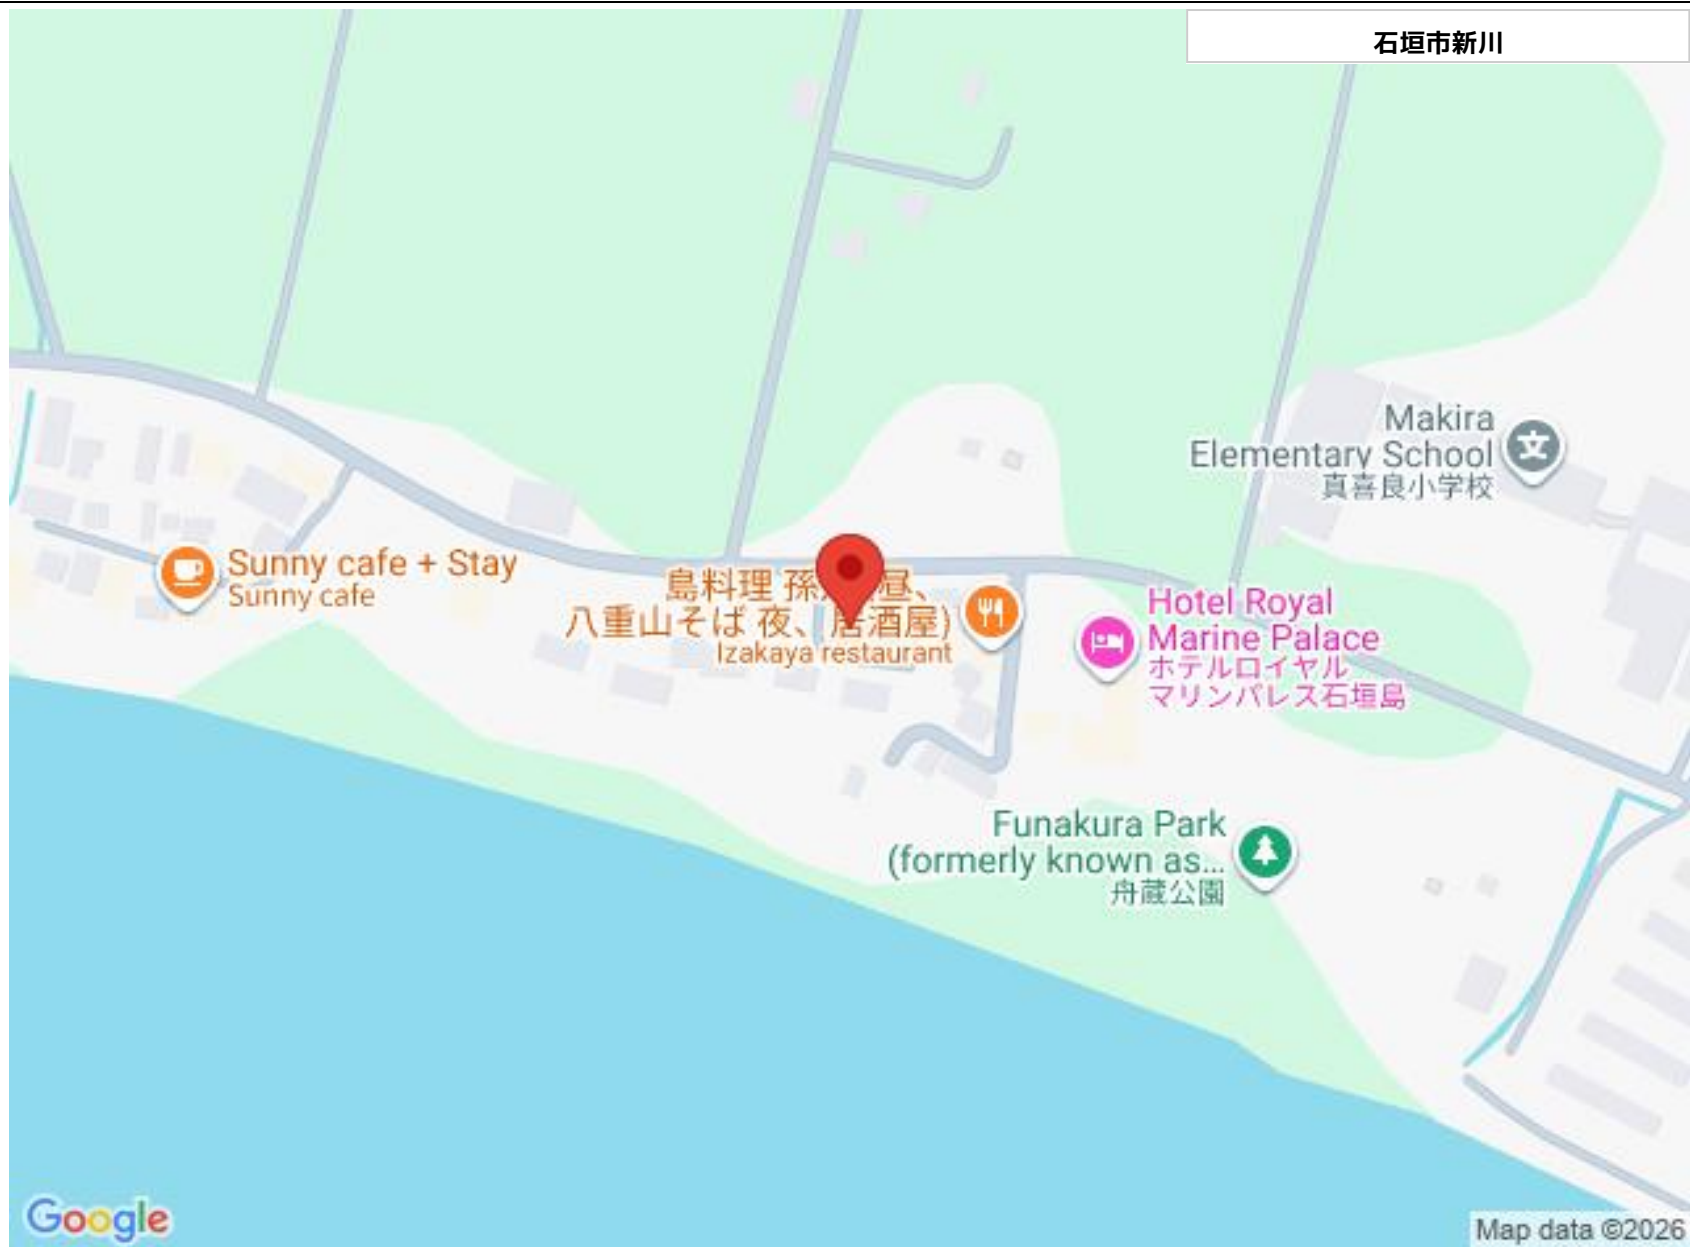 石垣市新川
Makira
Elementary School
真喜良小学校
Sunny cafe + Stay
Sunny cafe
島料理 昼、
八重山そば 夜、居酒屋)
Izakaya restaurant
Hotel Royal
Marine Palace
ホテルロイヤル
マリンパレス石垣島
Funakura Park
(formerly known as...
舟蔵公園
Google
Map data ©2026